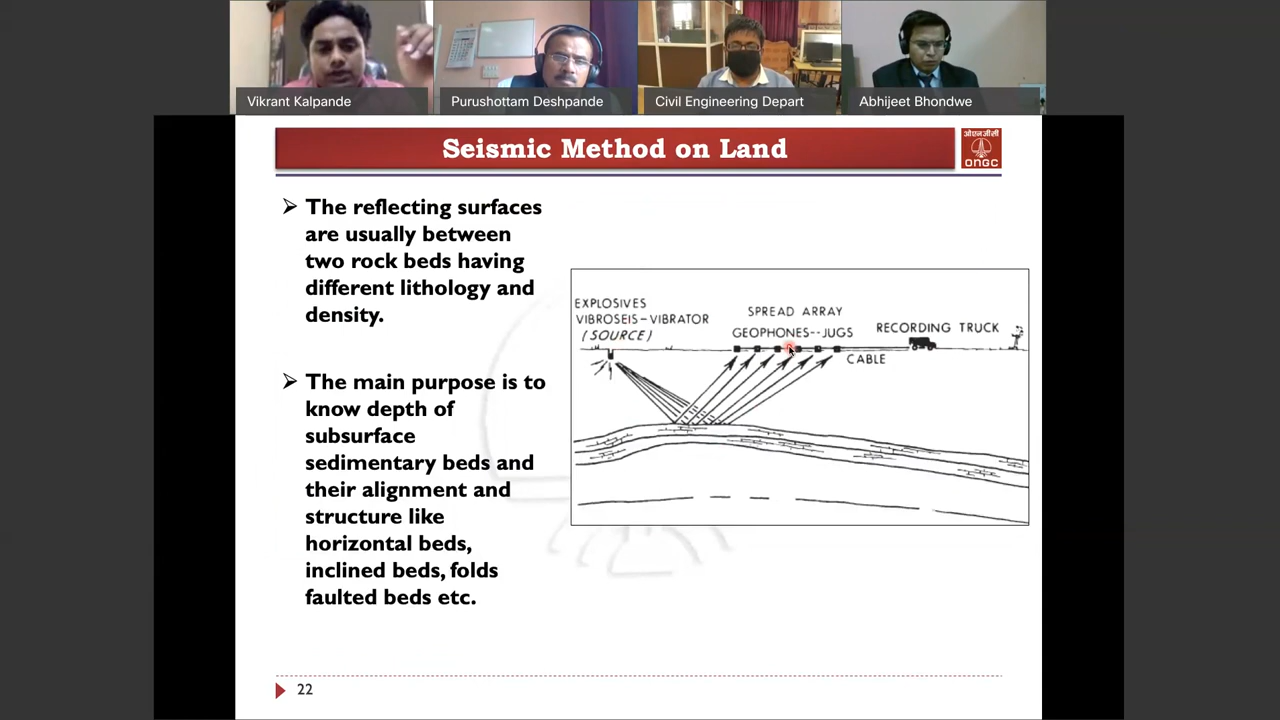 Vikrant Kalpande
Purushottam Deshpande
Civil Engineering Depart
Abhijeet Bhondwe
Seismic Method on Land
ओएनजीसी
ONGC
➢ The reflecting surfaces
are usually between
two rock beds having
different lithology and
density.
➢ The main purpose is to
know depth of
subsurface
sedimentary beds and
their alignment and
structure like
horizontal beds,
inclined beds, folds
faulted beds etc.
EXPLOSIVES
VIBROSEIS-VIBRATOR
(SOURCE)
SPREAD ARRAY
GEOPHONES--JUGS
RECORDING TRUCK
CABLE
22